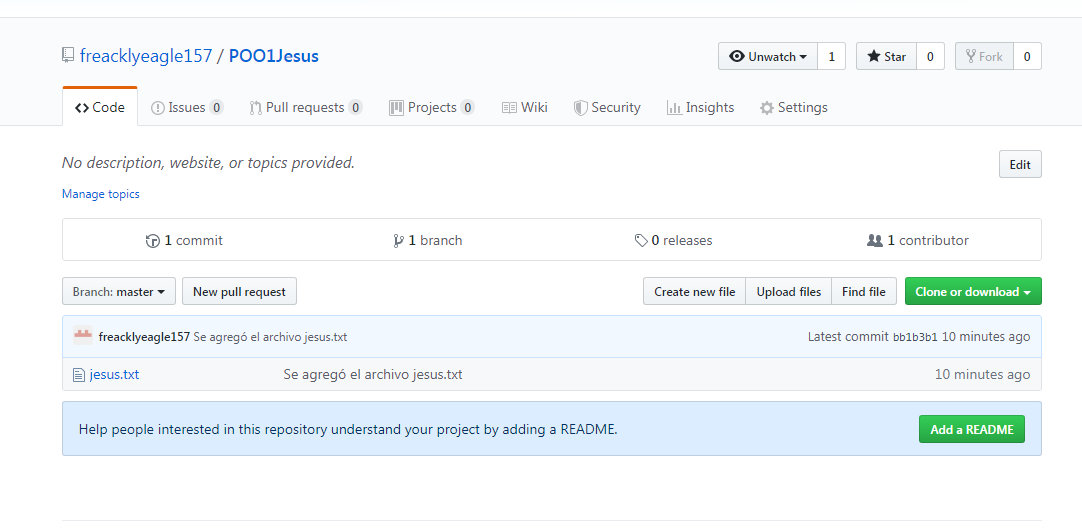 freacklyeagle157 / POO1Jesus
Unwatch 1 Star 0 Fork 0
Code Issues 0 Pull requests 0 Projects 0 Wiki Security Insights Settings
No description, website, or topics provided.
Edit
Manage topics
1 commit 1 branch 0 releases 1 contributor
Branch: master New pull request Create new file Upload files Find file Clone or download
freacklyeagle157 Se agregó el archivo jesus.txt Latest commit bb1b3b1 10 minutes ago
jesus.txt Se agregó el archivo jesus.txt 10 minutes ago
Help people interested in this repository understand your project by adding a README. Add a README